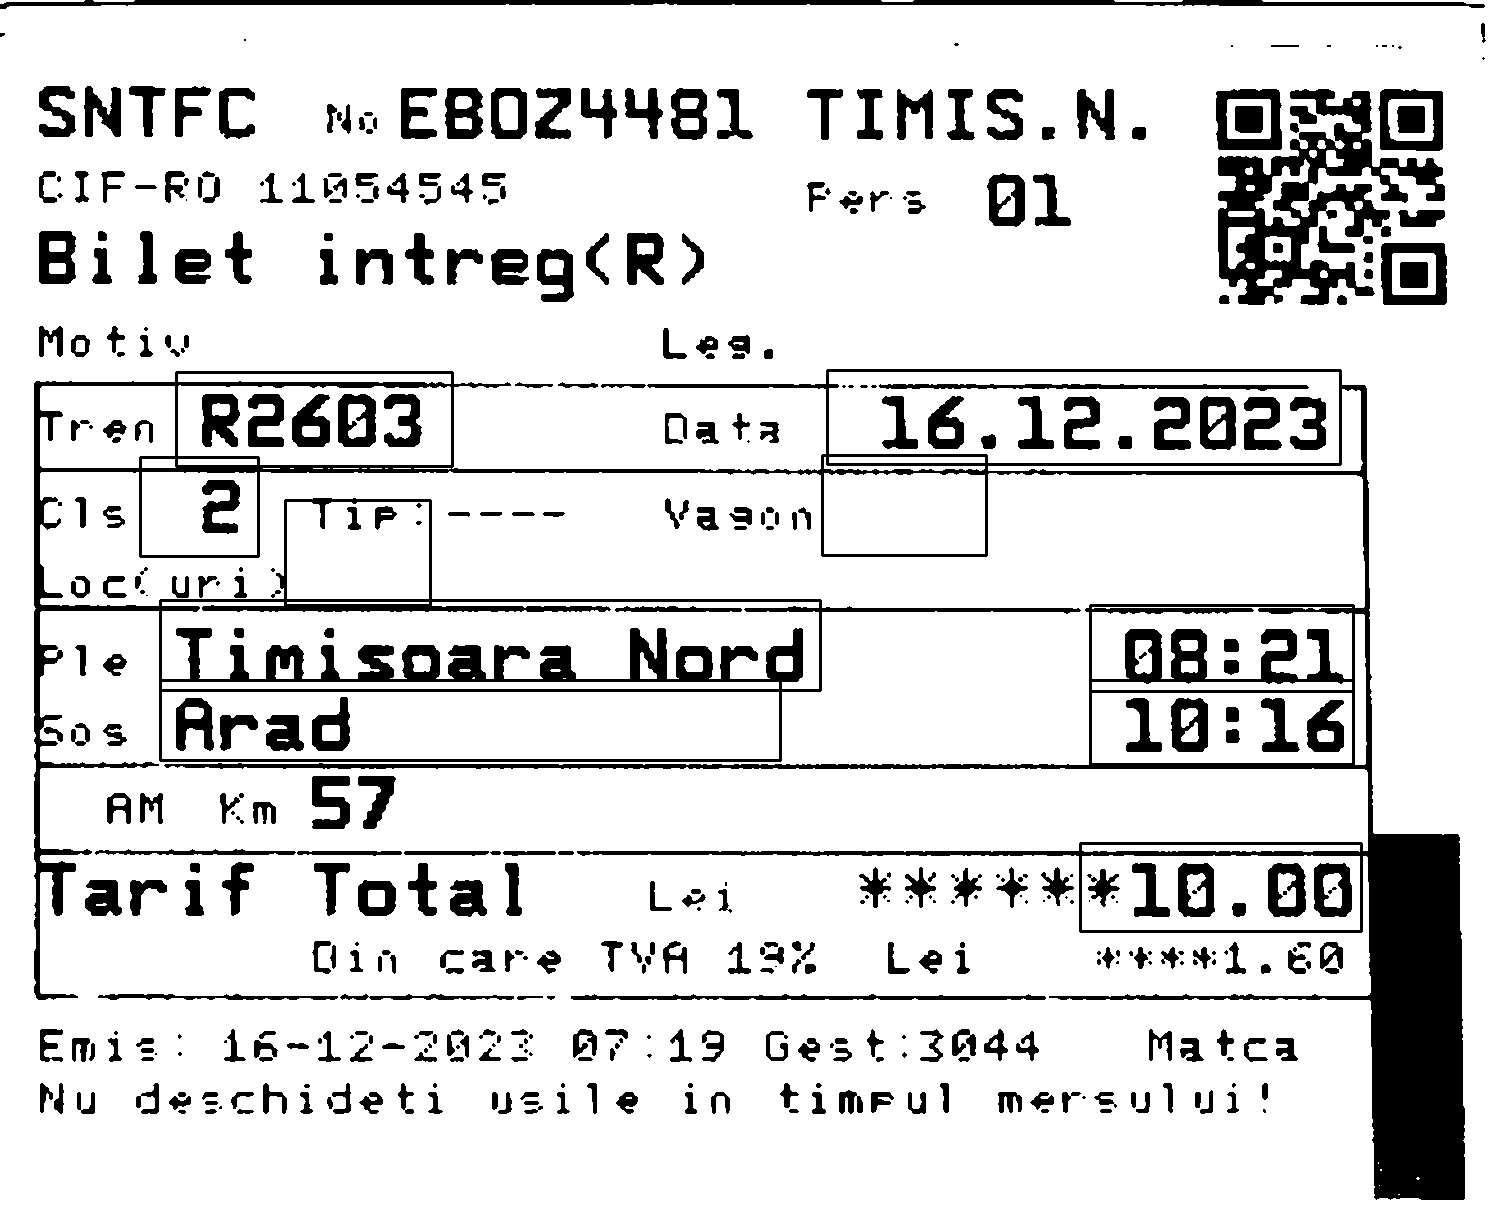 SNTFC No EBOZ4481 TIMIS.N.
CIF-RO 11054545 Pers 01
Bilet intreg(R)
Motiv Leg.
Tren R2603 Data 16.12.2023
Cls 2 Tip:---- Vagon
Loc(uri)
Ple Timisoara Nord 08:21
Sos Arad 10:16
AM Km 57
Tarif Total Lei ******10.00
Din care TVA 19% Lei ****1.60
Emis: 16-12-2023 07:19 Gest:3044 Matca
Nu deschideti usile in timpul mersului!